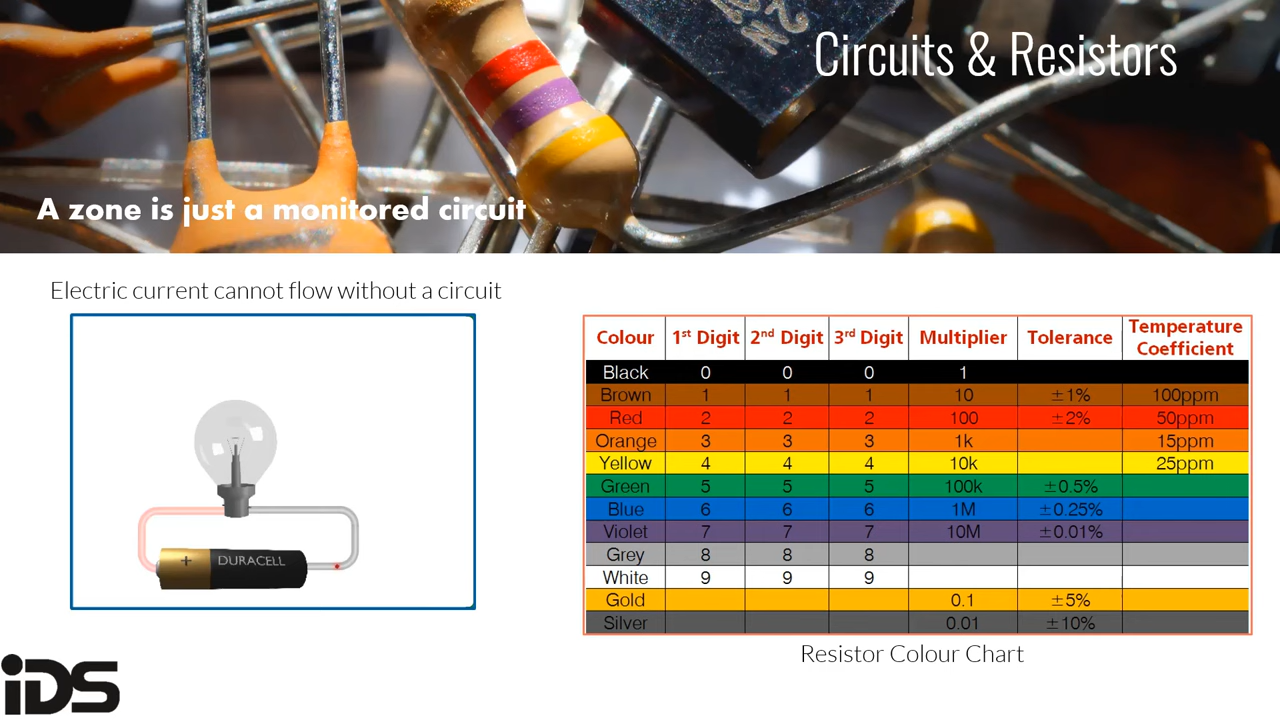 Circuits & Resistors
A zone is just a monitored circuit
Electric current cannot flow without a circuit
+ DURACELL
Colour 1st Digit 2nd Digit 3rd Digit Multiplier Tolerance Temperature Coefficient
Black 0 0 0 1
Brown 1 1 1 10 ±1% 100ppm
Red 2 2 2 100 ±2% 50ppm
Orange 3 3 3 1k 15ppm
Yellow 4 4 4 10k 25ppm
Green 5 5 5 100k ±0.5%
Blue 6 6 6 1M ±0.25%
Violet 7 7 7 10M ±0.01%
Grey 8 8 8
White 9 9 9
Gold 0.1 ±5%
Silver 0.01 ±10%
Resistor Colour Chart
iDS